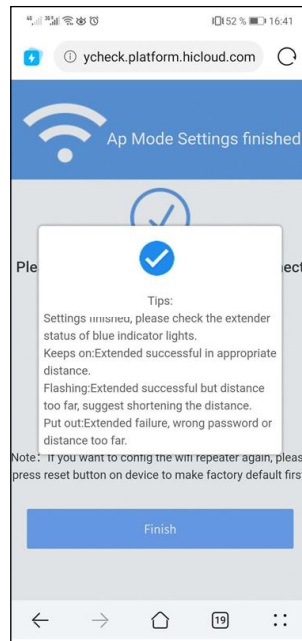 52 % 16:41
ycheck.platform.hicloud.com
Ap Mode Settings finished
Tips:
Settings finished, please check the extender
status of blue indicator lights.
Keeps on:Extended successful in appropriate
distance.
Flashing:Extended successful but distance
too far, suggest shortening the distance.
Put out:Extended failure, wrong password or
distance too far.
Note：If you want to config the wifi repeater again, pleas
press reset button on device to make factory default first
Finish
19